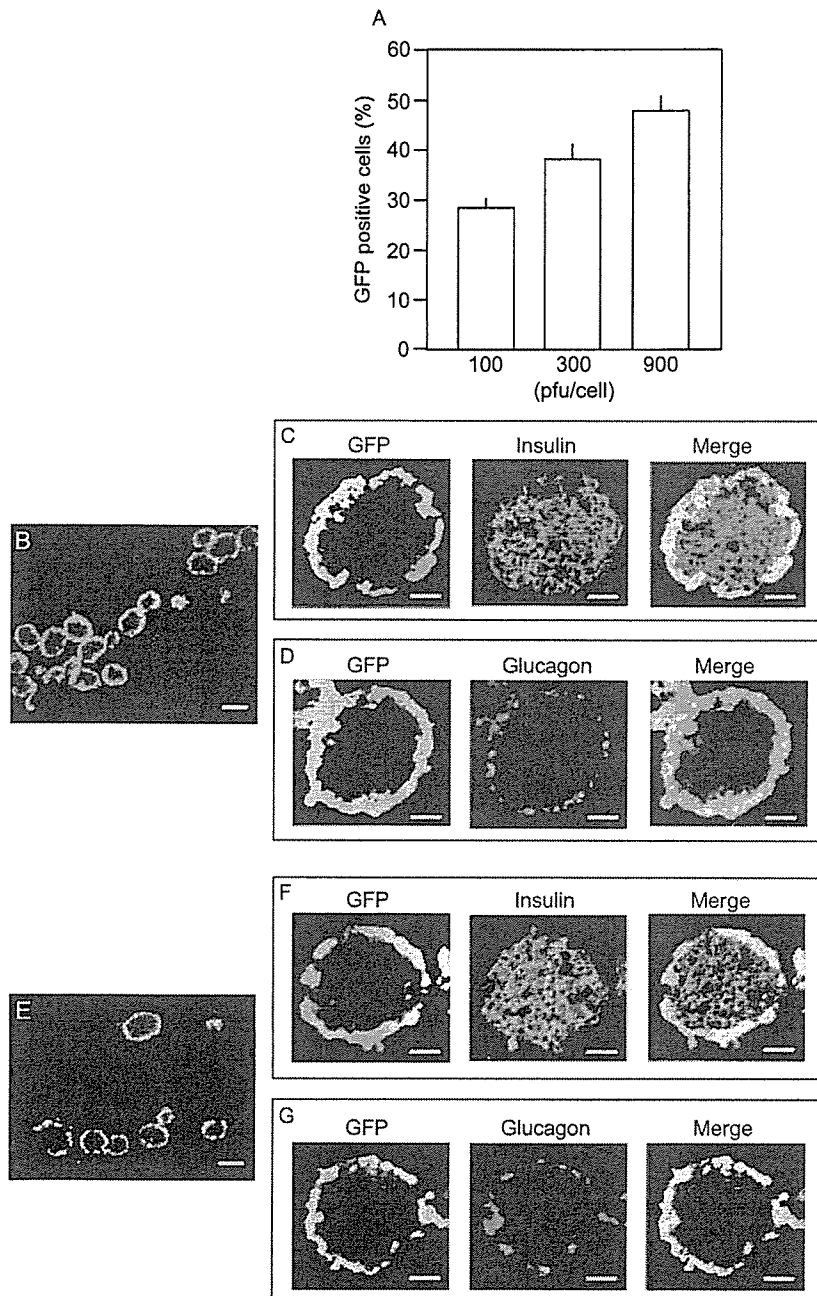 A
60
50
40
30
20
10
0
GFP positive cells (%)
100 300 900
(pfu/cell)
B
C
GFP Insulin Merge
D
GFP Glucagon Merge
E
F
GFP Insulin Merge
G
GFP Glucagon Merge